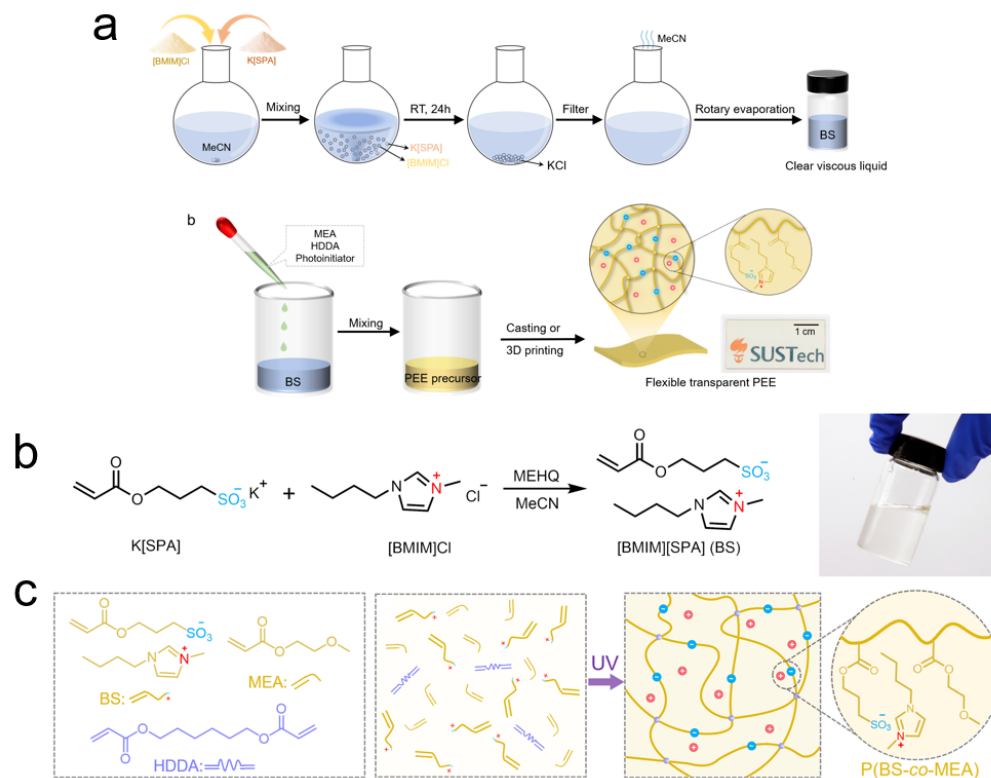 a
[BMIM]Cl
K[SPA]
MeCN
Mixing
K[SPA]
[BMIM]Cl
RT, 24h
KCl
Filter
MeCN
Rotary evaporation
BS
Clear viscous liquid
b
MEA
HDDA
Photoinitiator
BS
Mixing
PEE precursor
Casting or
3D printing
SO₃⁻
N
+
1 cm
SUSTech
Flexible transparent PEE
b
O
O
SO₃⁻
K⁺
K[SPA]
+
N
N⁺
Cl⁻
[BMIM]Cl
MEHQ
MeCN
O
O
SO₃⁻
N
N⁺
[BMIM][SPA] (BS)
c
O
O
SO₃⁻
N
N⁺
BS:
O
O
O
MEA:
O
O
O
O
HDDA:
UV
O
O
O
O
O
SO₃⁻
N
N⁺
P(BS-co-MEA)